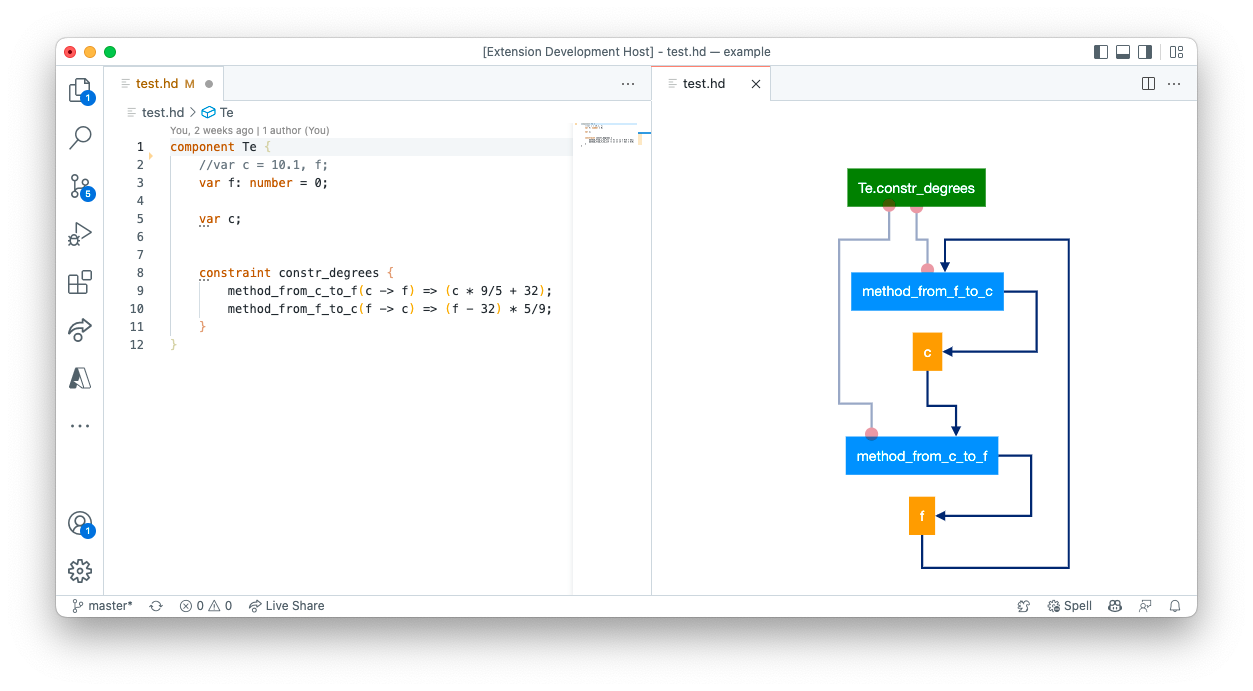 [Extension Development Host] - test.hd — example
test.hd M
test.hd
test.hd > Te
You, 2 weeks ago | 1 author (You)
1 component Te {
2 //var c = 10.1, f;
3 var f: number = 0;
4
5 var c;
6
7
8 constraint constr_degrees {
9 method_from_c_to_f(c -> f) => (c * 9/5 + 32);
10 method_from_f_to_c(f -> c) => (f - 32) * 5/9;
11 }
12 }
1
5
1
Te.constr_degrees
method_from_f_to_c
c
method_from_c_to_f
f
master* 0 0 Live Share Spell